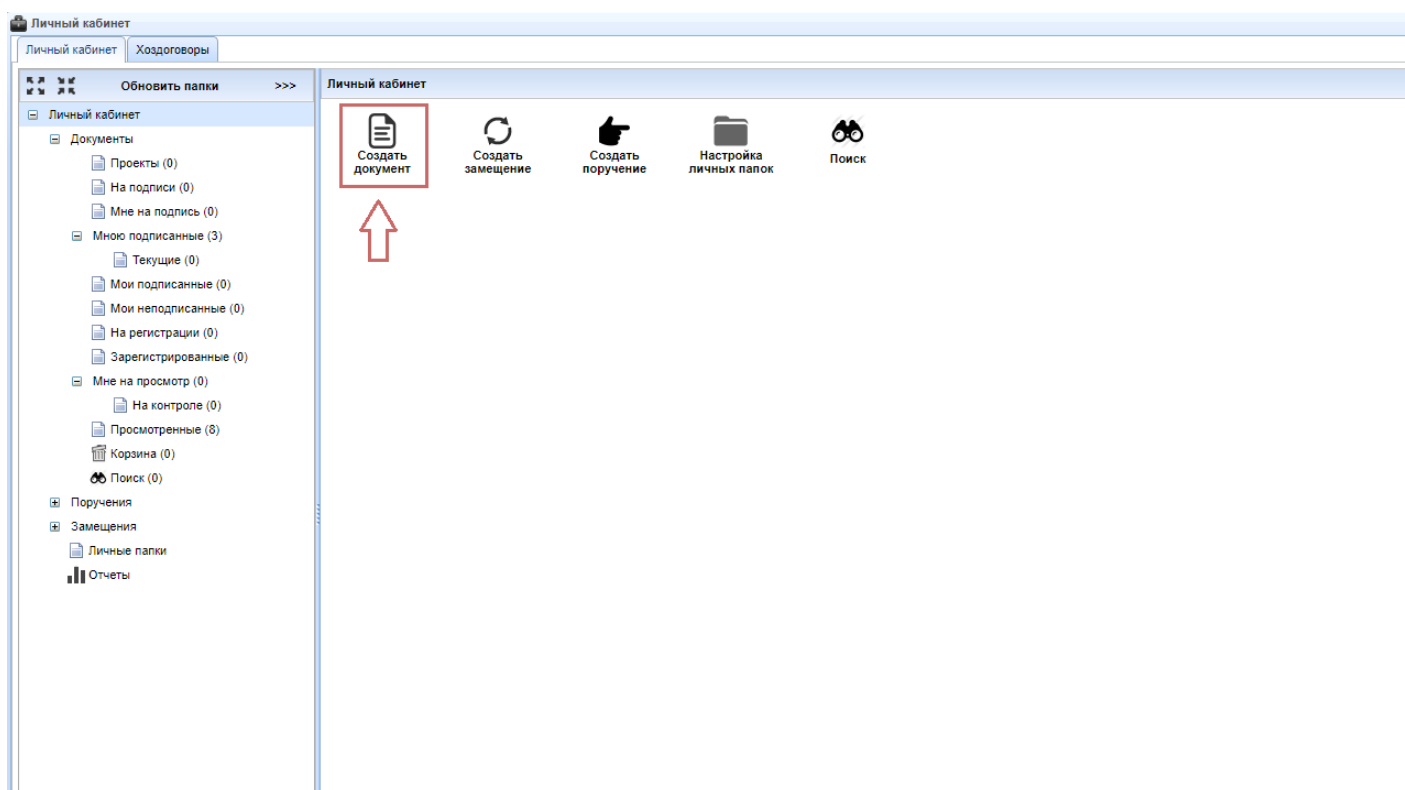 Личный кабинет
Личный кабинет Хоздоговоры
Обновить папки >>>
Личный кабинет
Документы
Проекты (0)
На подписи (0)
Мне на подпись (0)
Мною подписанные (3)
Текущие (0)
Мои подписанные (0)
Мои неподписанные (0)
На регистрации (0)
Зарегистрированные (0)
Мне на просмотр (0)
На контроле (0)
Просмотренные (8)
Корзина (0)
Поиск (0)
Поручения
Замещения
Личные папки
Отчеты
Личный кабинет
Создать
документ
Создать
замещение
Создать
поручение
Настройка
личных папок
Поиск